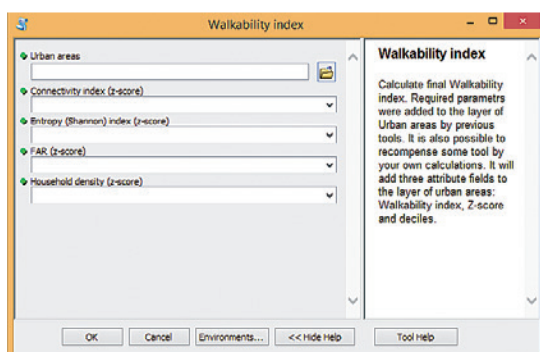 Walkability index
Urban areas
Connectivity index (z-score)
Entropy (Shannon) index (z-score)
FAR (z-score)
Household density (z-score)
Walkability index
Calculate final Walkability
index. Required parametrs
were added to the layer of
Urban areas by previous
tools. It is also possible to
recompense some tool by
your own calculations. It will
add three attribute fields to
the layer of urban areas:
Walkability index, Z-score
and deciles.
OK
Cancel
Environments...
<< Hide Help
Tool Help